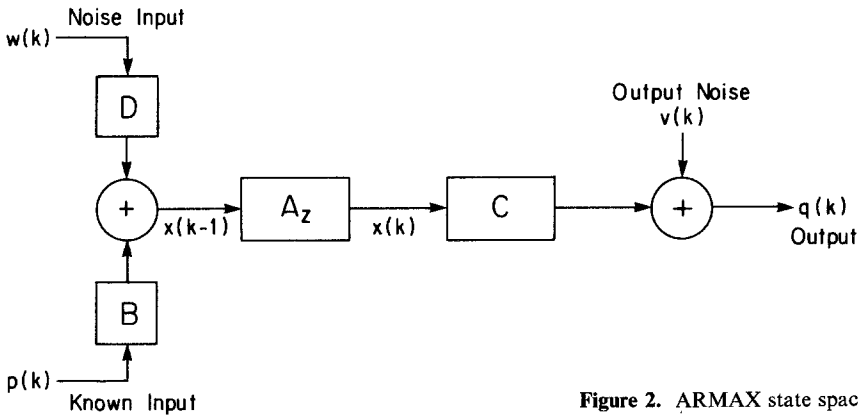 Noise Input
w(k)
D
Output Noise
v(k)
+
x(k-1)
A_z
x(k)
C
+
q(k)
Output
B
p(k)
Known Input
Figure 2. ARMAX state spac